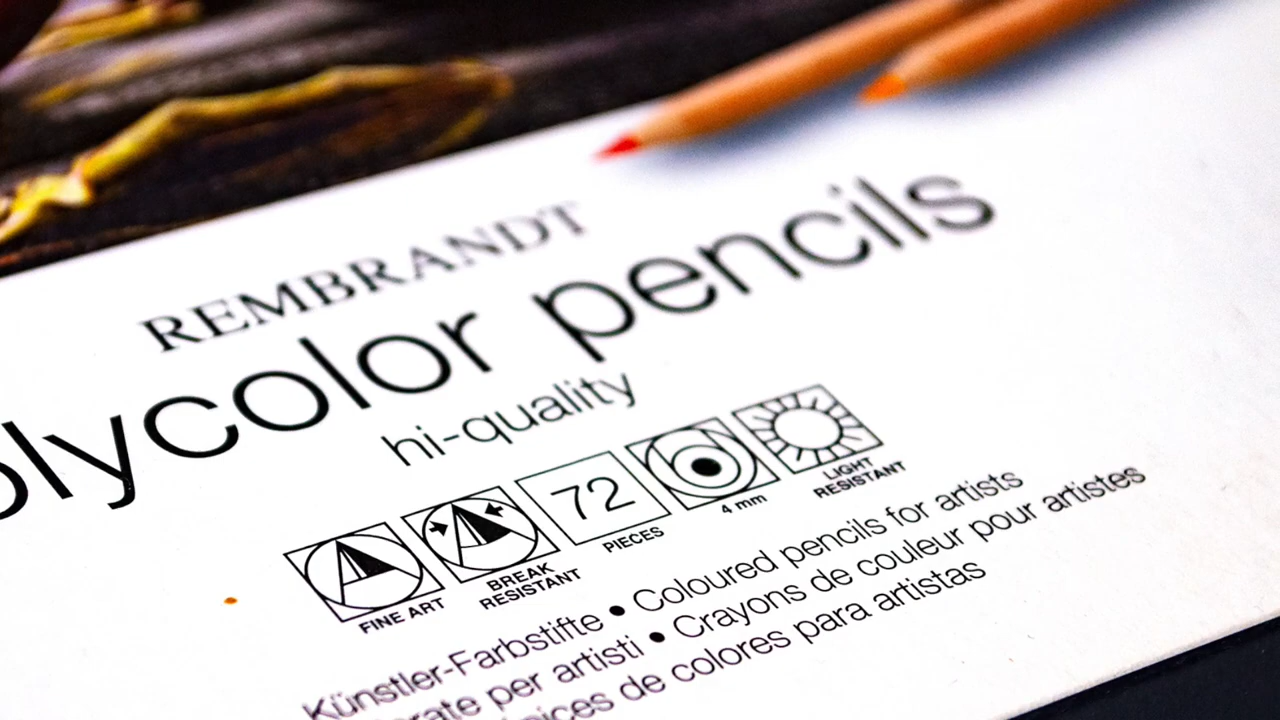 REMBRANDT
olycolor pencils
hi-quality
72
FINE ART
BREAK
RESISTANT
PIECES
4 mm
LIGHT
RESISTANT
Künstler-Farbstifte • Coloured pencils for artists
per artisti • Crayons de couleur pour artistes
de colores para artistas